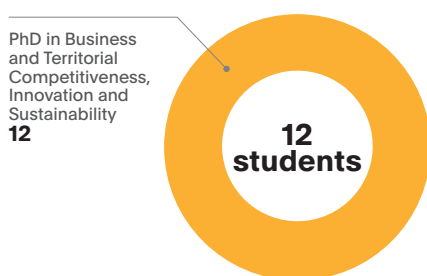 PhD in Business
and Territorial
Competitiveness,
Innovation and
Sustainability
12
12
students